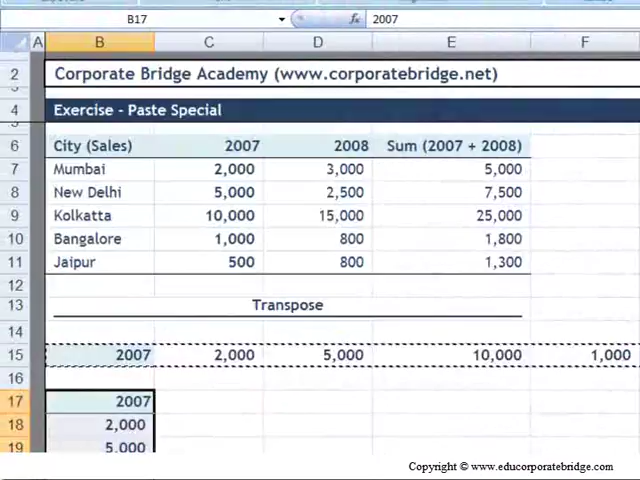 B17 fx 2007
A B C D E F
2 Corporate Bridge Academy (www.corporatebridge.net)
4 Exercise - Paste Special
6 City (Sales) 2007 2008 Sum (2007 + 2008)
7 Mumbai 2,000 3,000 5,000
8 New Delhi 5,000 2,500 7,500
9 Kolkatta 10,000 15,000 25,000
10 Bangalore 1,000 800 1,800
11 Jaipur 500 800 1,300
12
13 Transpose
14
15 2007 2,000 5,000 10,000 1,000
16
17 2007
18 2,000
19 5,000
Copyright © www.educorporatebridge.com